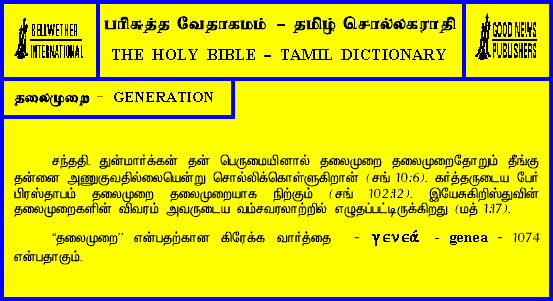 BELLWETHER
INTERNATIONAL
பரிசுத்த வேதாகமம் - தமிழ் சொல்லகராதி
THE HOLY BIBLE - TAMIL DICTIONARY
GOOD NEWS
PUBLISHERS
தலைமுறை - GENERATION
சந்ததி. துன்மார்க்கன் தன் பெருமையினால் தலைமுறை தலைமுறைதோறும் தீங்கு
தன்னை அணுகுவதில்லையென்று சொல்லிக்கொள்ளுகிறான் (சங் 10:6). கர்த்தருடைய பேர்
பிரஸ்தாபம் தலைமுறை தலைமுறையாக நிற்கும் (சங் 102:12). இயேசுகிறிஸ்துவின்
தலைமுறைகளின் விவரம் அவருடைய வம்சவரலாற்றில் எழுதப்பட்டிருக்கிறது (மத் 1:17).
“தலைமுறை” என்பதற்கான கிரேக்க வார்த்தை - γενεά - genea - 1074
என்பதாகும்.